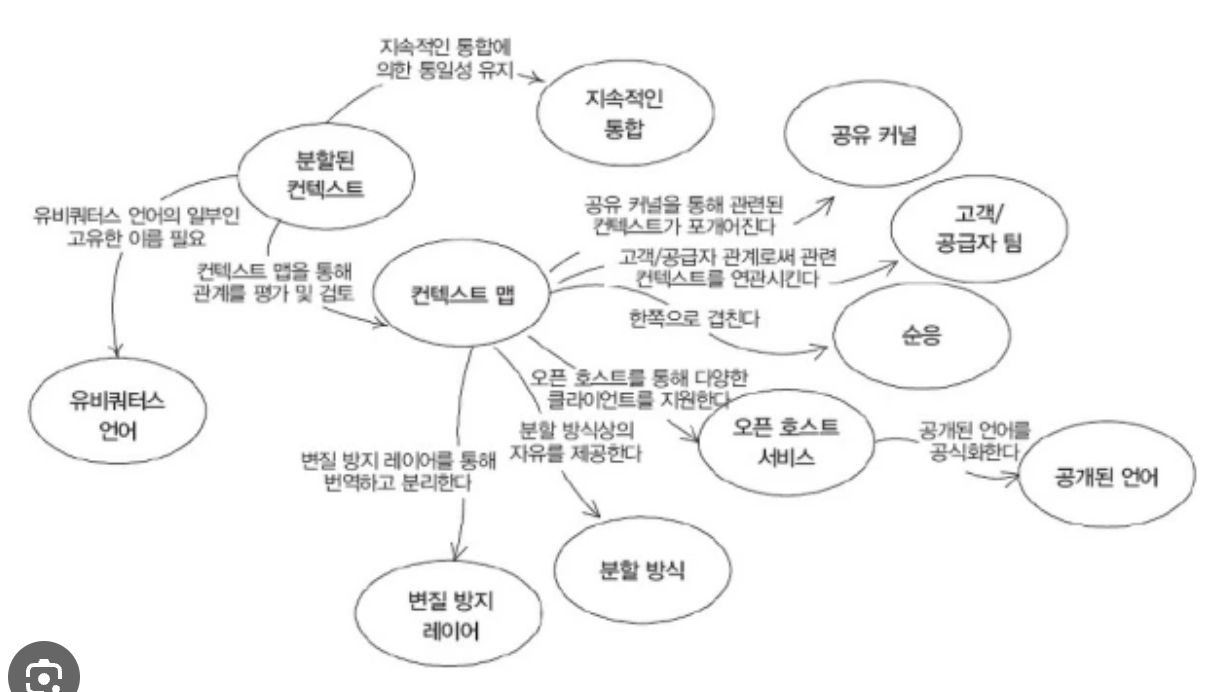 지속적인 통합에
의한 통일성 유지
지속적인
통합
공유 커널
분할된
컨텍스트
유비쿼터스 언어의 일부인
고유한 이름 필요
공유 커널을 통해 관련된
컨텍스트가 포개어진다
고객/
공급자 팀
고객/공급자 관계로써 관련
컨텍스트를 연관시킨다
컨텍스트 맵을 통해
관계를 평가 및 검토
컨텍스트 맵
한쪽으로 겹친다
순응
오픈 호스트를 통해 다양한
클라이언트를 지원한다
유비쿼터스
언어
분할 방식상의
자유를 제공한다
오픈 호스트
서비스
공개된 언어를
공식화한다
공개된 언어
변질 방지 레이어를 통해
번역하고 분리한다
분할 방식
변질 방지
레이어